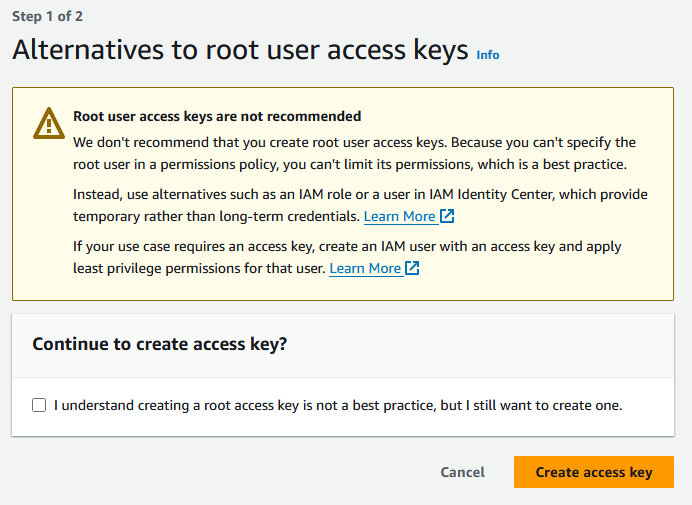 Step 1 of 2
Alternatives to root user access keys Info
Root user access keys are not recommended
We don't recommend that you create root user access keys. Because you can't specify the
root user in a permissions policy, you can't limit its permissions, which is a best practice.
Instead, use alternatives such as an IAM role or a user in IAM Identity Center, which provide
temporary rather than long-term credentials. Learn More
If your use case requires an access key, create an IAM user with an access key and apply
least privilege permissions for that user. Learn More
Continue to create access key?
I understand creating a root access key is not a best practice, but I still want to create one.
Cancel Create access key